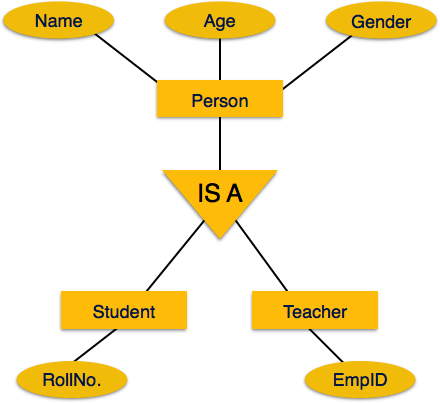 Name
Age
Gender
Person
IS A
Student
Teacher
RollNo.
EmpID